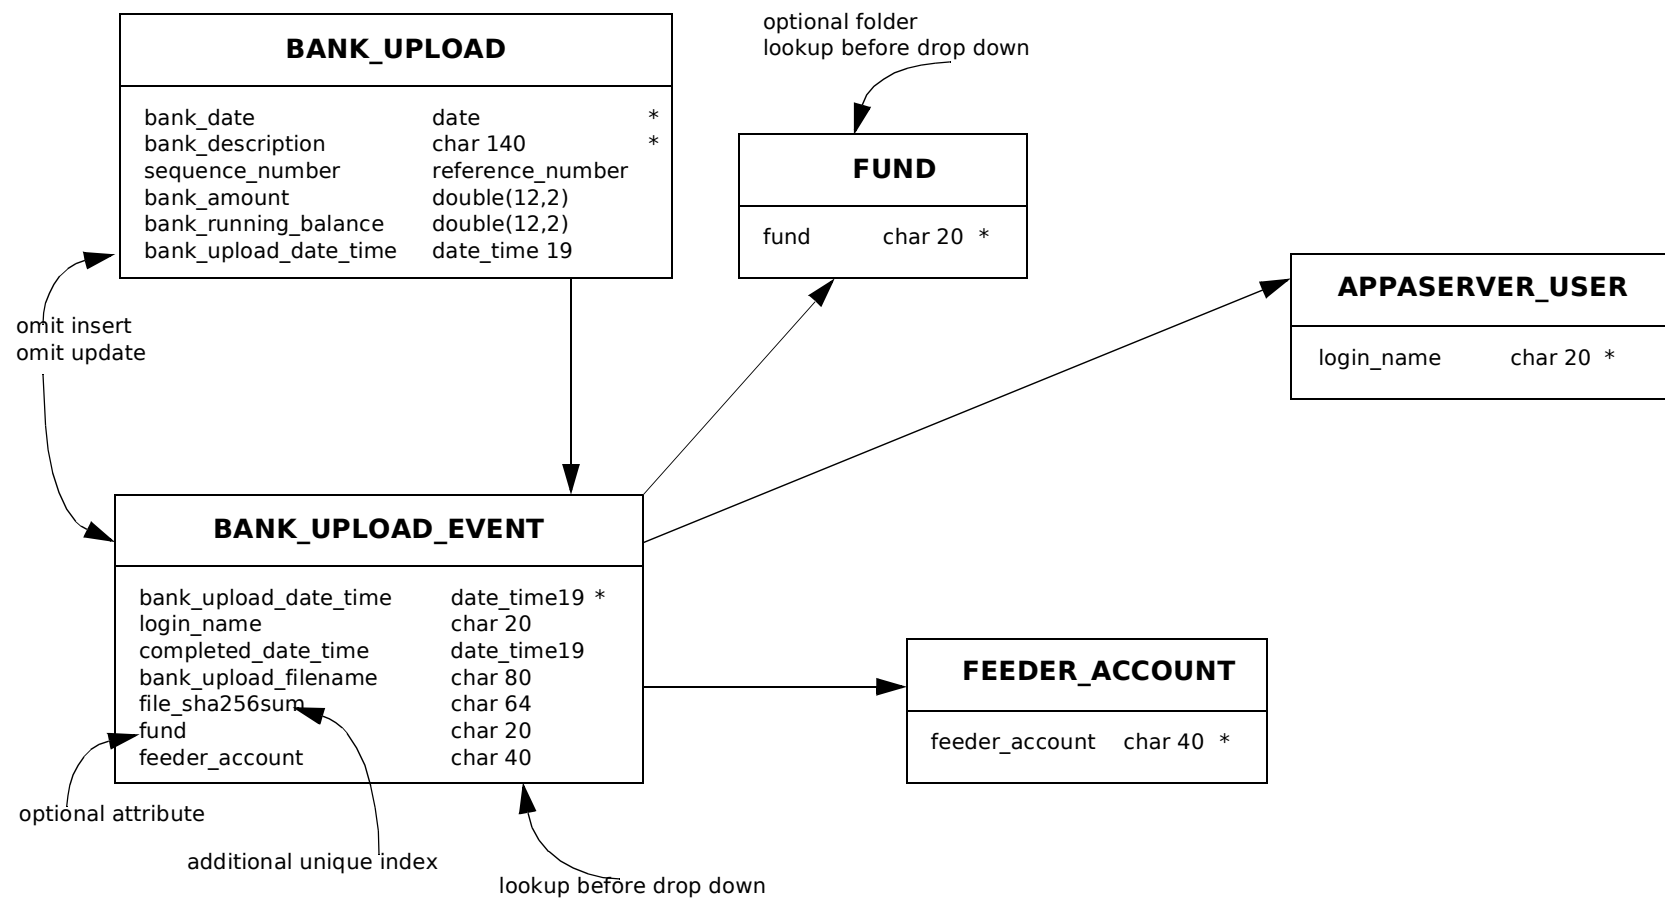 optional folder
lookup before drop down
BANK_UPLOAD
bank_date date *
bank_description char 140 *
sequence_number reference_number
bank_amount double(12,2)
bank_running_balance double(12,2)
bank_upload_date_time date_time 19
FUND
fund char 20 *
APPASERVER_USER
login_name char 20 *
omit insert
omit update
BANK_UPLOAD_EVENT
bank_upload_date_time date_time19 *
login_name char 20
completed_date_time date_time19
bank_upload_filename char 80
file_sha256sum char 64
fund char 20
feeder_account char 40
FEEDER_ACCOUNT
feeder_account char 40 *
optional attribute
additional unique index
lookup before drop down